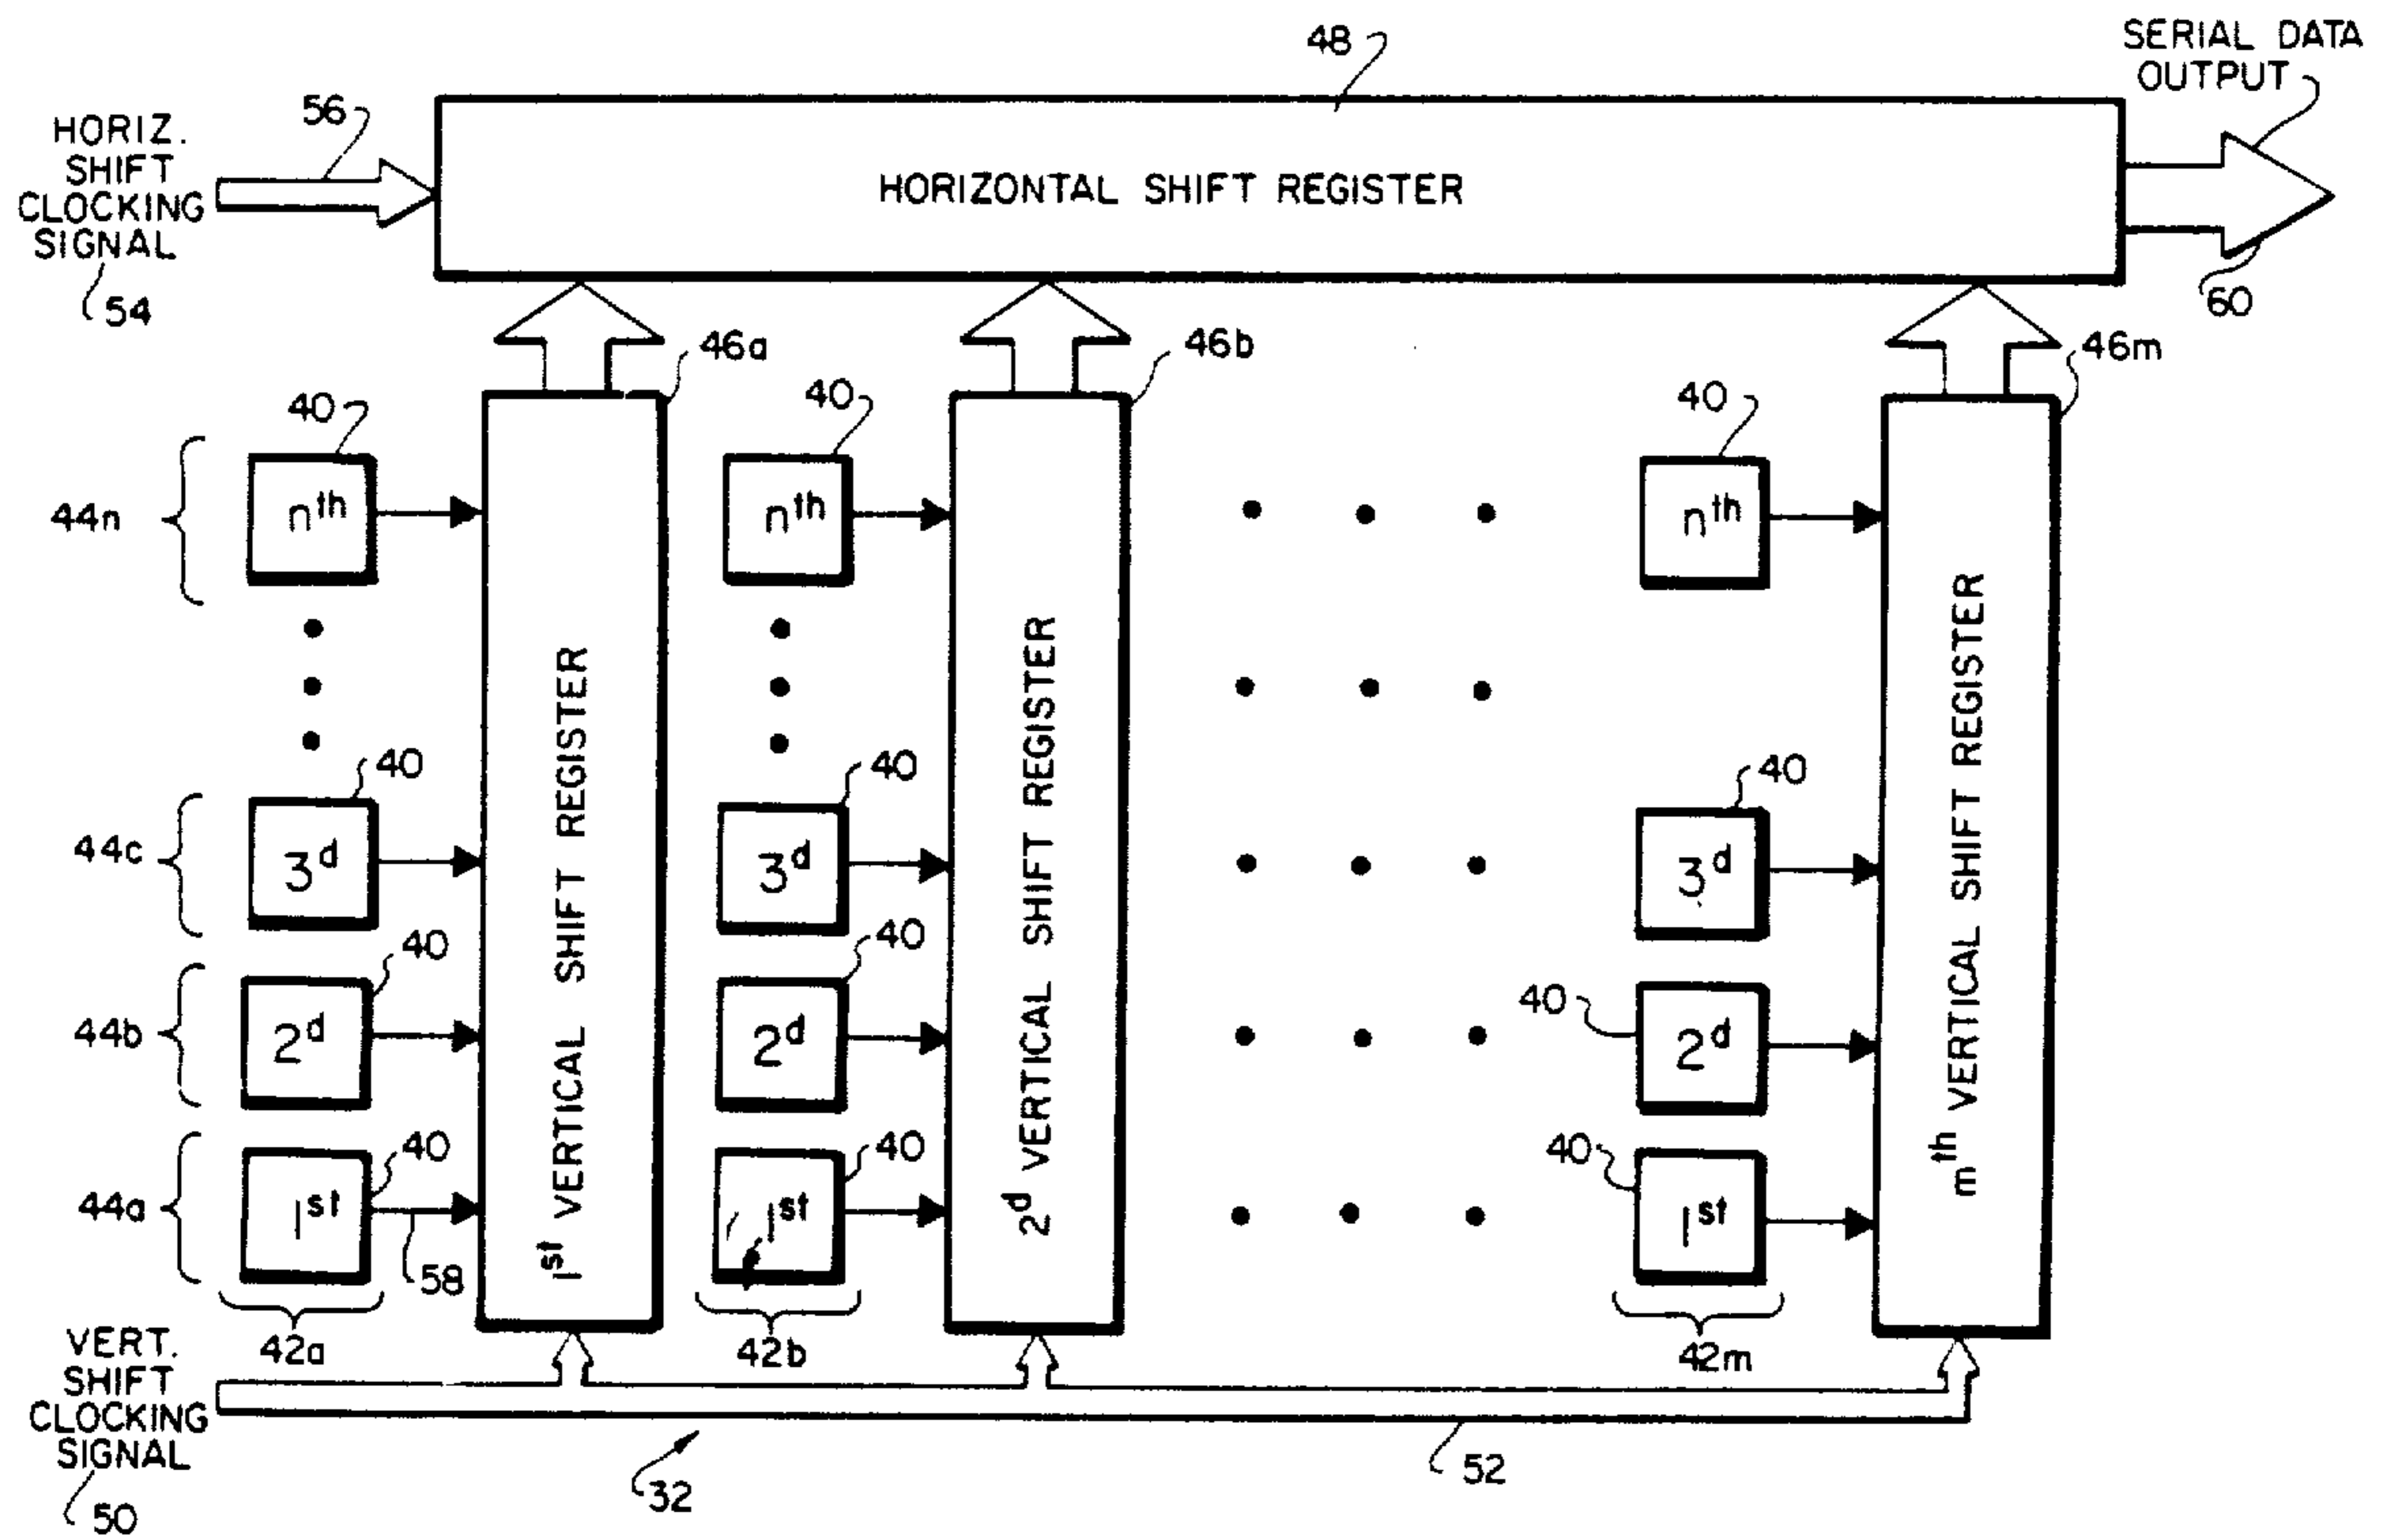 48
SERIAL DATA
OUTPUT
56
HORIZ.
SHIFT
CLOCKING
SIGNAL
54
HORIZONTAL SHIFT REGISTER
60
46a
46b
46m
40
40
40
44n
nth
nth
nth
40
40
40
44c
3d
3d
3d
40
40
40
44b
2d
2d
2d
40
40
40
44a
1st
1st
1st
58
1st VERTICAL SHIFT REGISTER
2d VERTICAL SHIFT REGISTER
mth VERTICAL SHIFT REGISTER
42a
42b
42m
VERT.
SHIFT
CLOCKING
SIGNAL
50
32
52